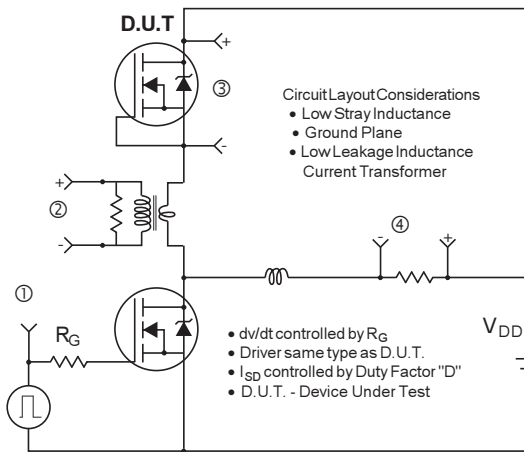 D.U.T
+
③
-
Circuit Layout Considerations
• Low Stray Inductance
• Ground Plane
• Low Leakage Inductance
Current Transformer
+
②
-
④
-
+
①
RG
• dv/dt controlled by RG
• Driver same type as D.U.T.
• ISD controlled by Duty Factor "D"
• D.U.T. - Device Under Test
VDD